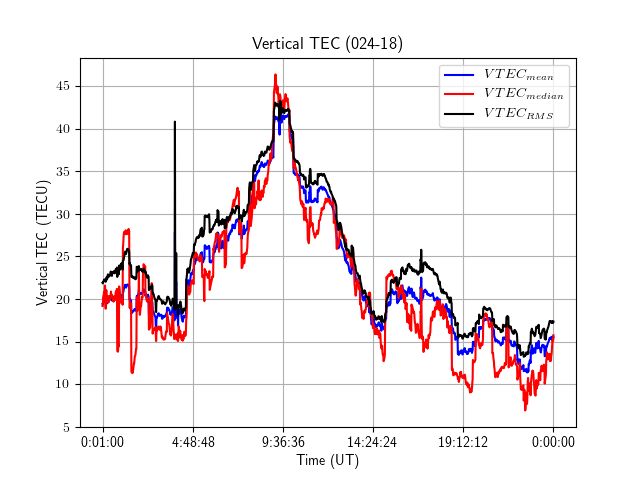 Vertical TEC (024-18)
VTEC_mean
VTEC_median
VTEC_RMS
Vertical TEC (TECU)
45
40
35
30
25
20
15
10
5
0:01:00 4:48:48 9:36:36 14:24:24 19:12:12 0:00:00
Time (UT)